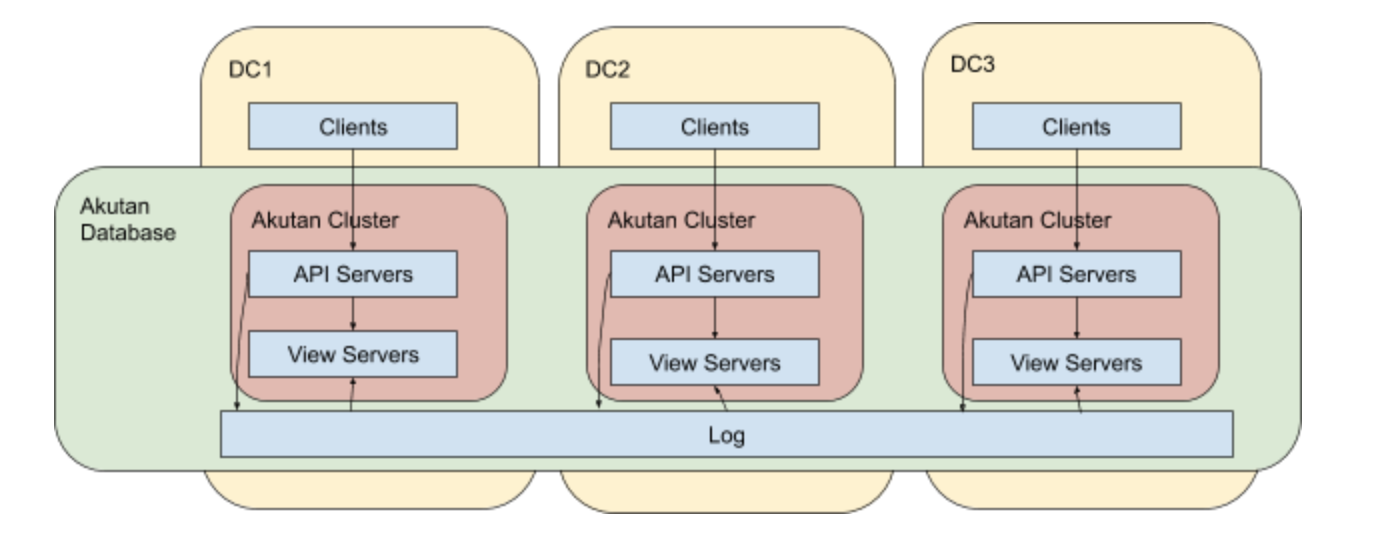 DC1
DC2
DC3
Clients
Clients
Clients
Akutan
Database
Akutan Cluster
Akutan Cluster
Akutan Cluster
API Servers
API Servers
API Servers
View Servers
View Servers
View Servers
Log